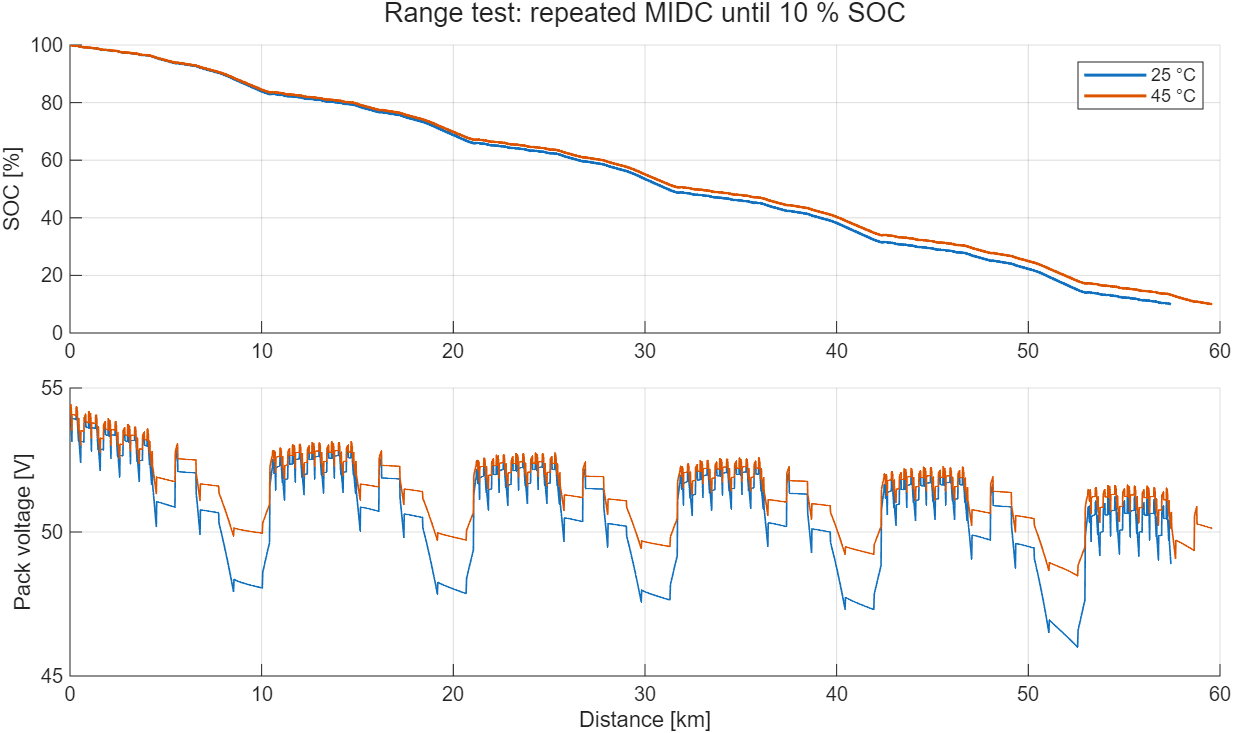 Range test: repeated MIDC until 10 % SOC
SOC [%]
100
80
60
40
20
0
25 °C
45 °C
0 10 20 30 40 50 60
Pack voltage [V]
55
50
45
0 10 20 30 40 50 60
Distance [km]